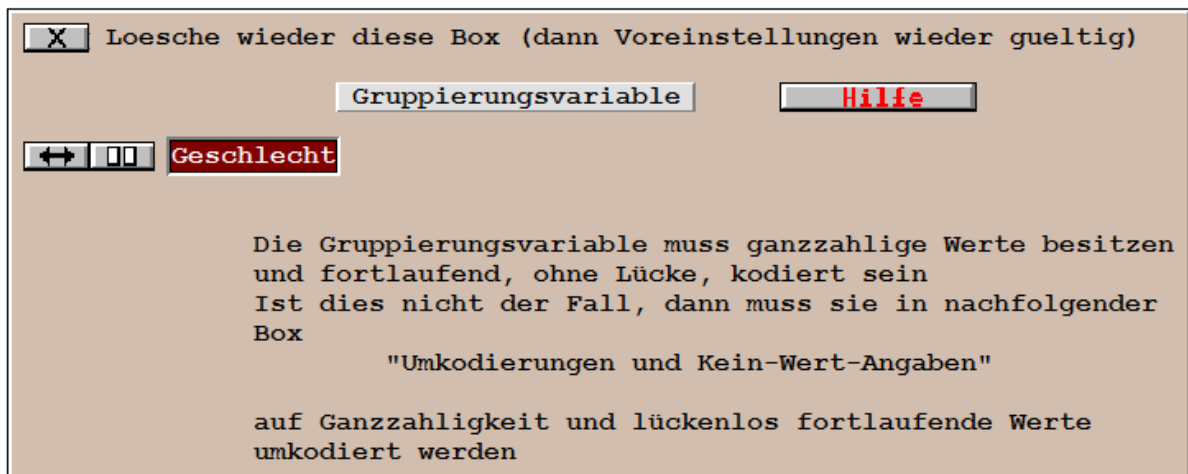 X Loesche wieder diese Box (dann Voreinstellungen wieder gueltig)
Gruppierungsvariable Hilfe
Geschlecht
Die Gruppierungsvariable muss ganzzahlige Werte besitzen
und fortlaufend, ohne Lücke, kodiert sein
Ist dies nicht der Fall, dann muss sie in nachfolgender
Box
"Umkodierungen und Kein-Wert-Angaben"
auf Ganzzahligkeit und lückenlos fortlaufende Werte
umkodiert werden